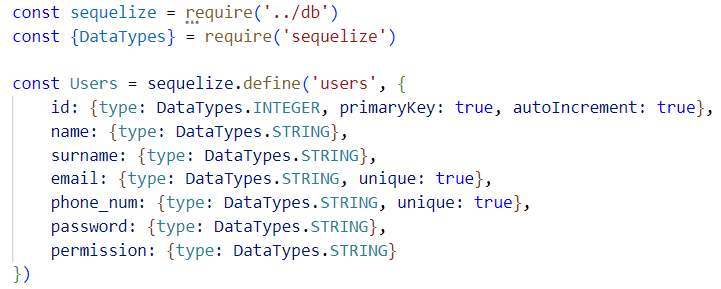 const sequelize = require('../db')
const {DataTypes} = require('sequelize')

const Users = sequelize.define('users', {
    id: {type: DataTypes.INTEGER, primaryKey: true, autoIncrement: true},
    name: {type: DataTypes.STRING},
    surname: {type: DataTypes.STRING},
    email: {type: DataTypes.STRING, unique: true},
    phone_num: {type: DataTypes.STRING, unique: true},
    password: {type: DataTypes.STRING},
    permission: {type: DataTypes.STRING}
})